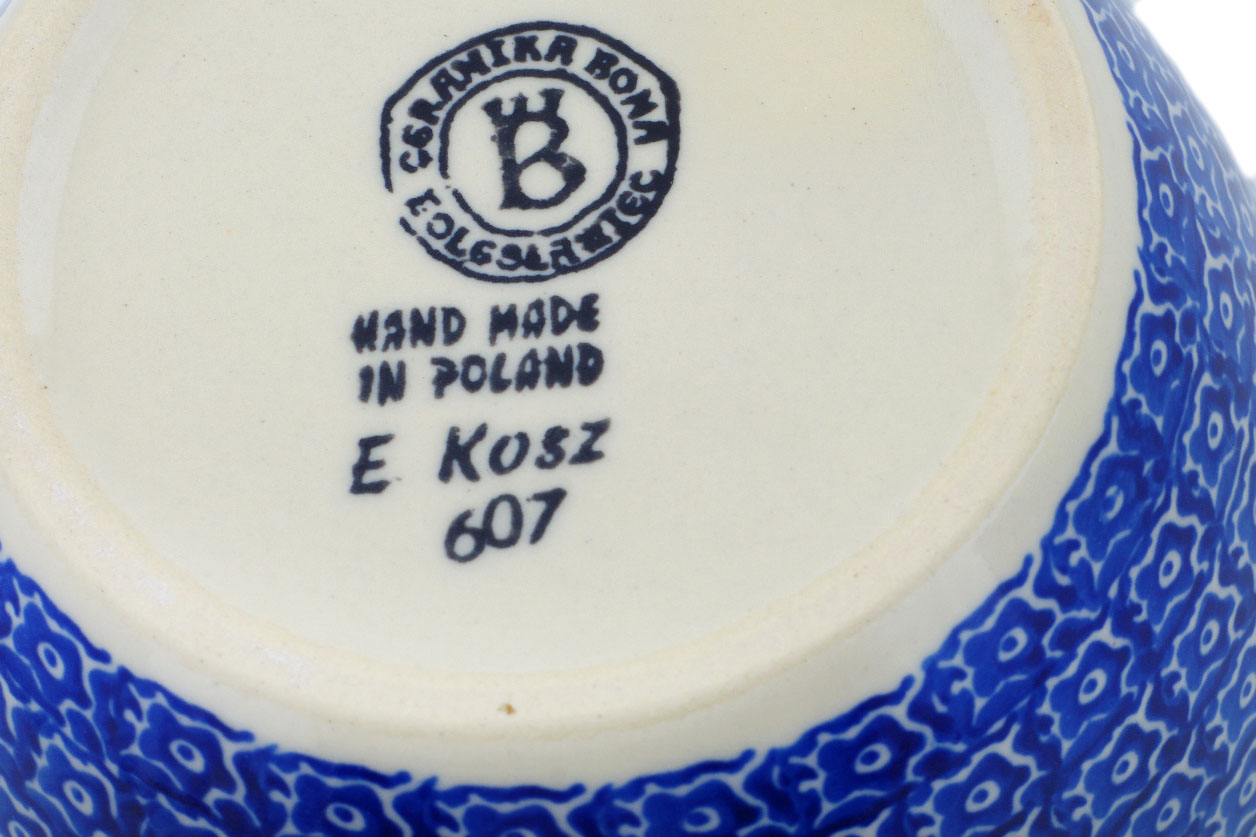 CERAMIKA BONA
BOLESŁAWIEC
B
HAND MADE
IN POLAND
E KOSZ
607